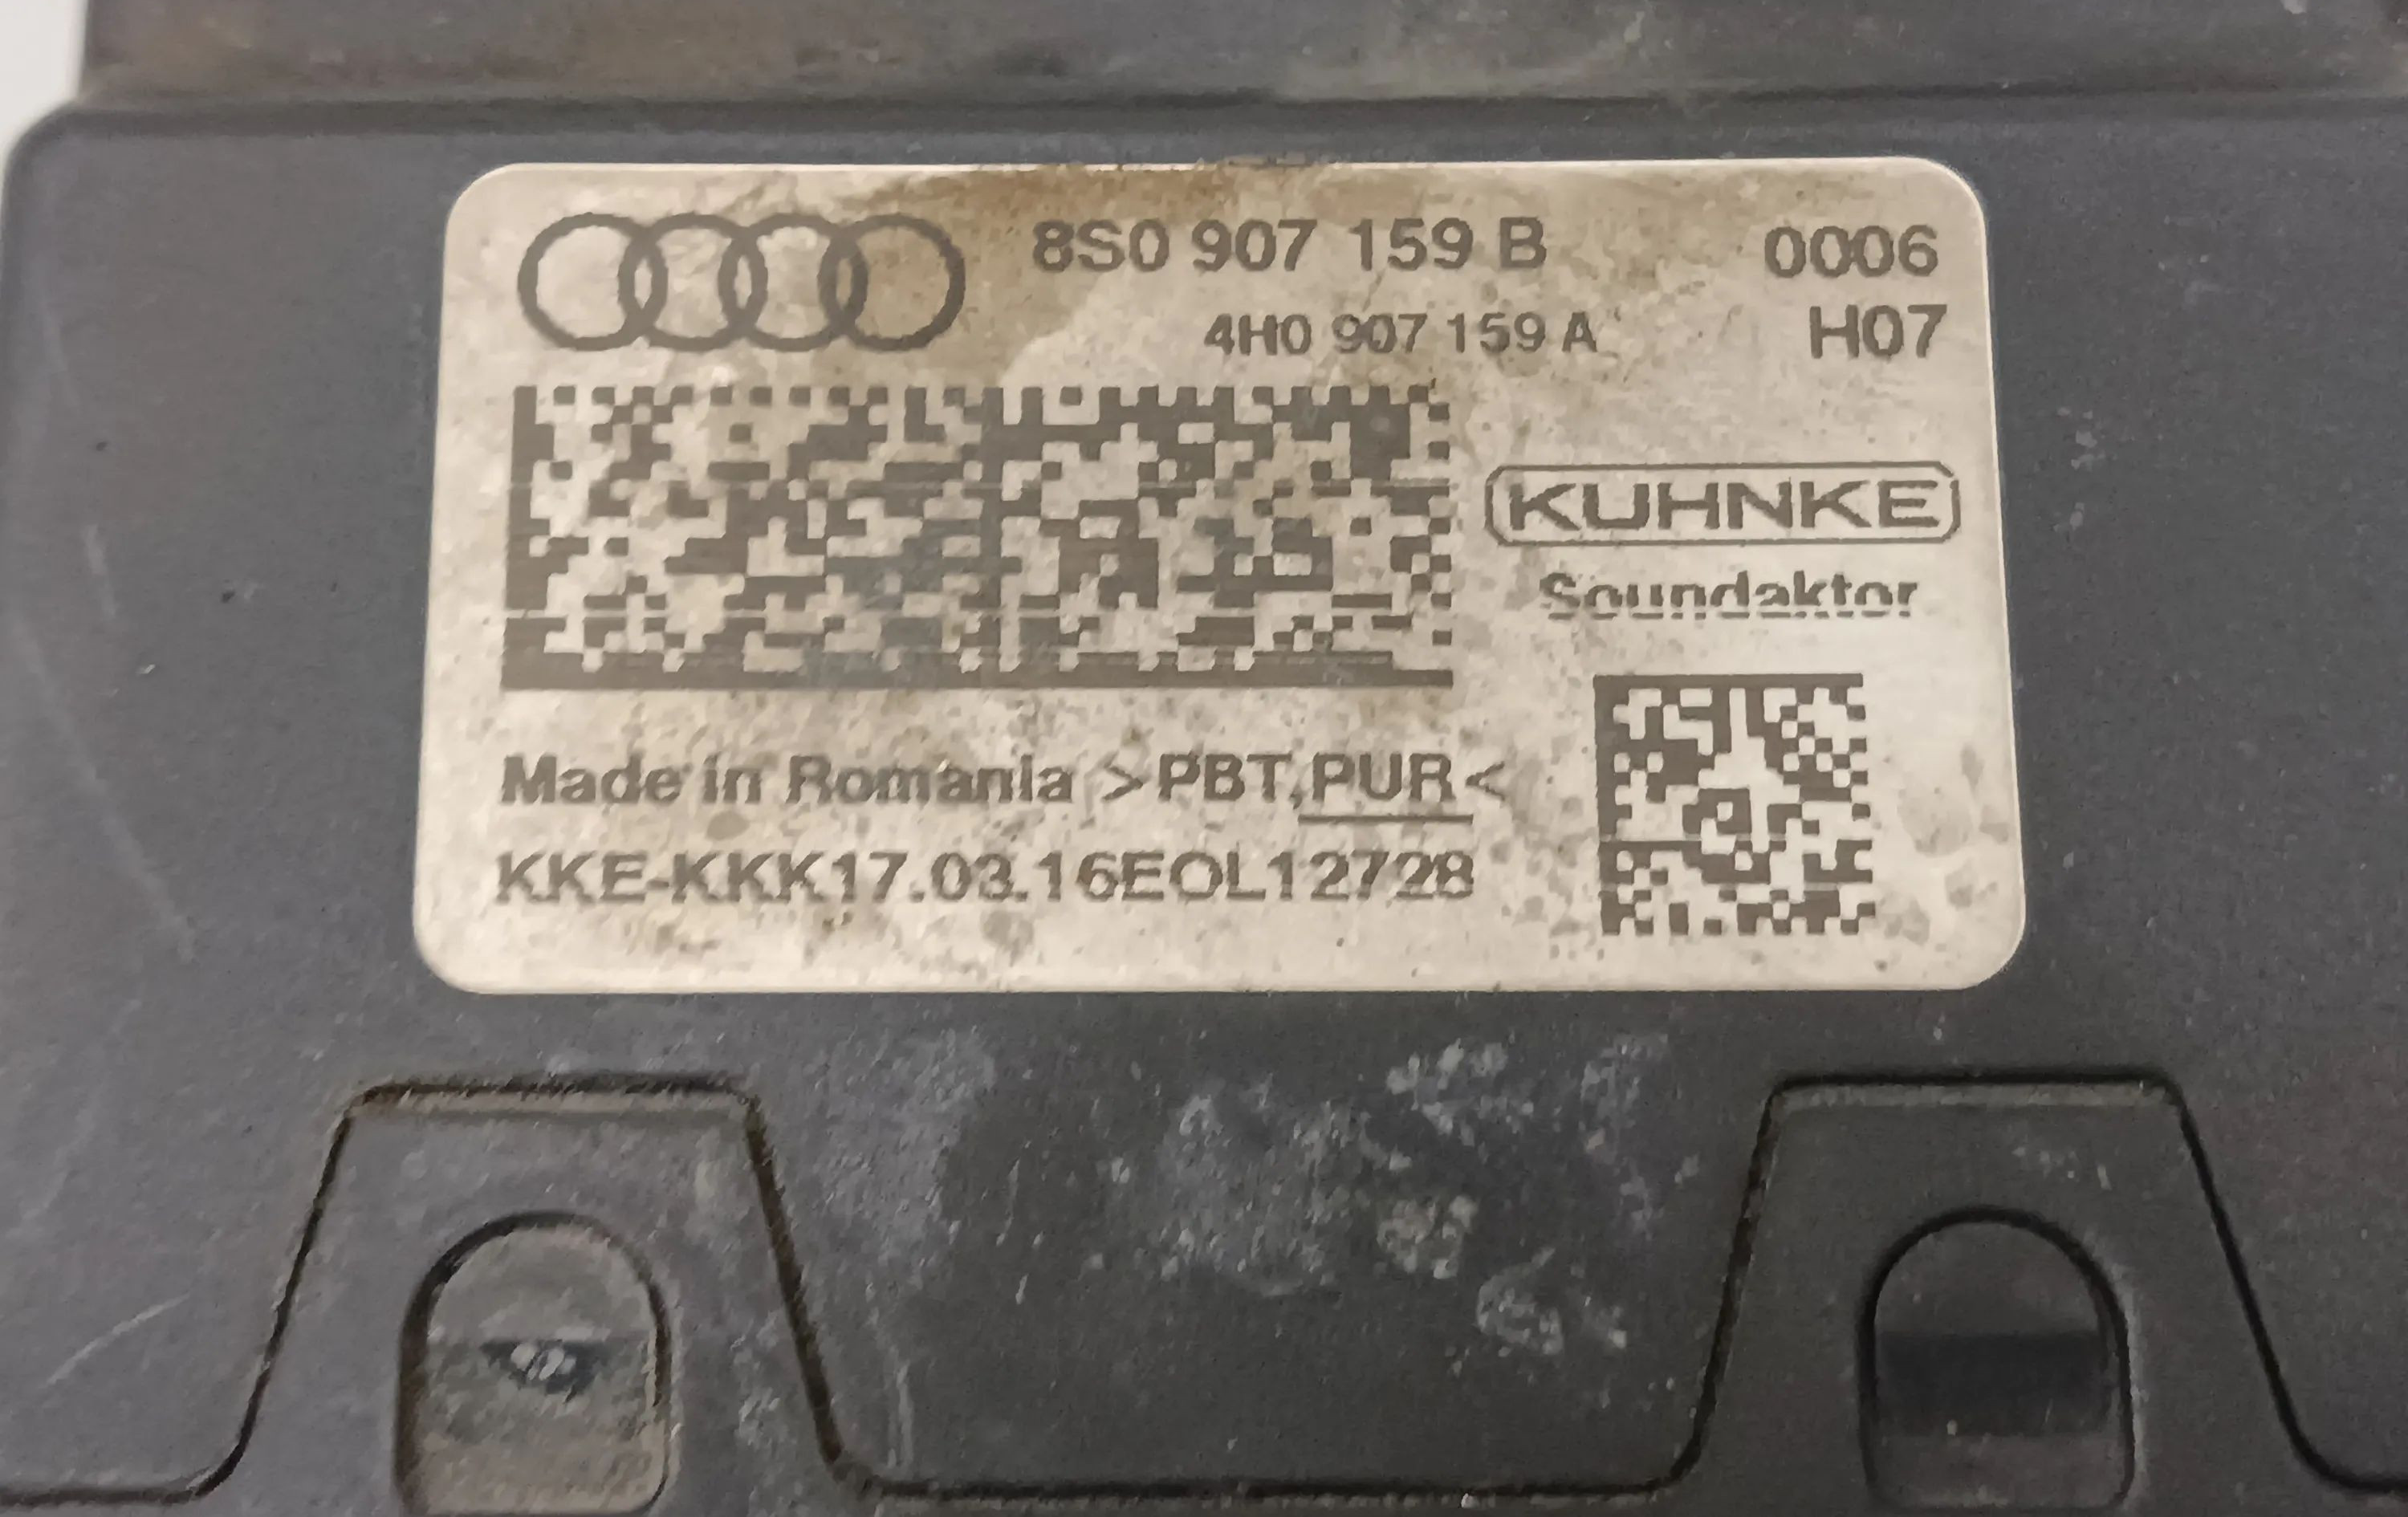 8S0 907 159 B 0006
4H0 907 159 A H07
KUHNKE
Soundaktor
Made in Romania >PBT,PUR<
KKE-KKK17.03.16EOL12728